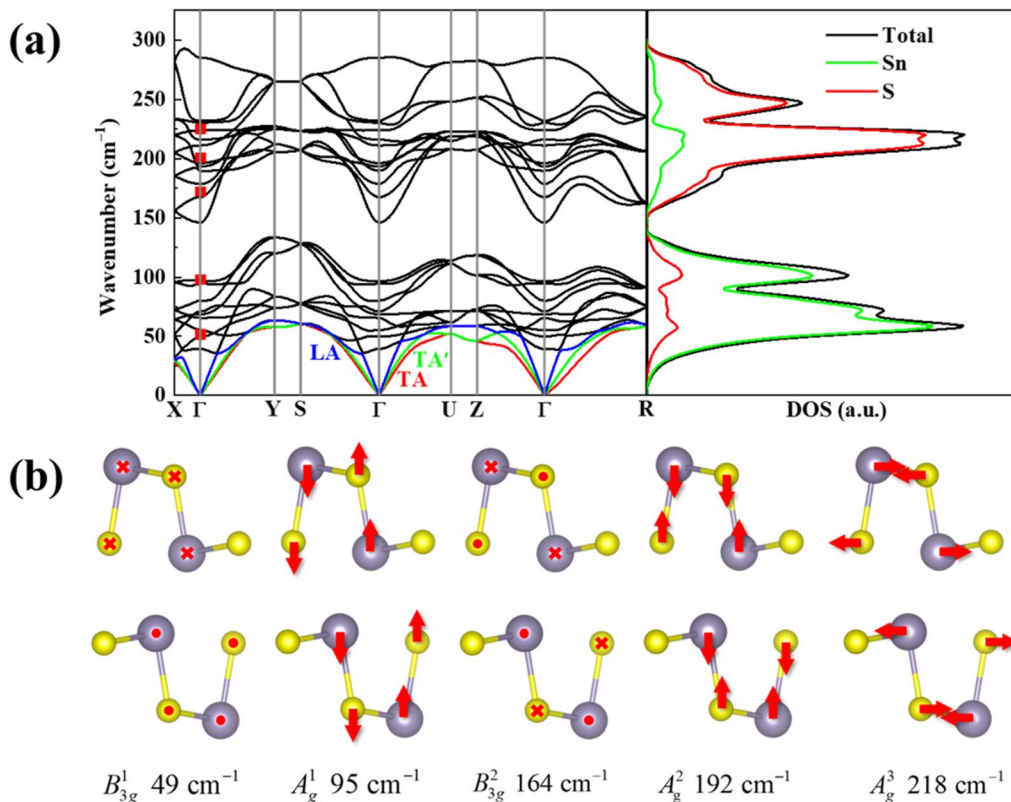 (a)
300
250
200
150
100
50
0
Wavenumber (cm⁻¹)
Total
Sn
S
LA
TA′
TA
X Γ Y S Γ U Z Γ R
DOS (a.u.)
(b)
B¹₃g 49 cm⁻¹ A¹g 95 cm⁻¹ B²₃g 164 cm⁻¹ A²g 192 cm⁻¹ A³g 218 cm⁻¹